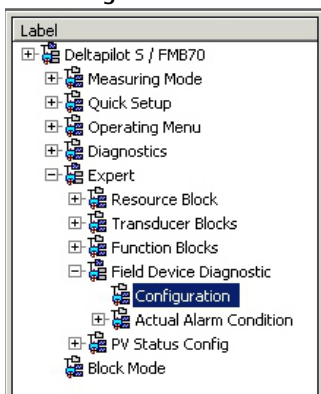 Label
Deltapilot S / FMB70
Measuring Mode
Quick Setup
Operating Menu
Diagnostics
Expert
Resource Block
Transducer Blocks
Function Blocks
Field Device Diagnostic
Configuration
Actual Alarm Condition
PV Status Config
Block Mode